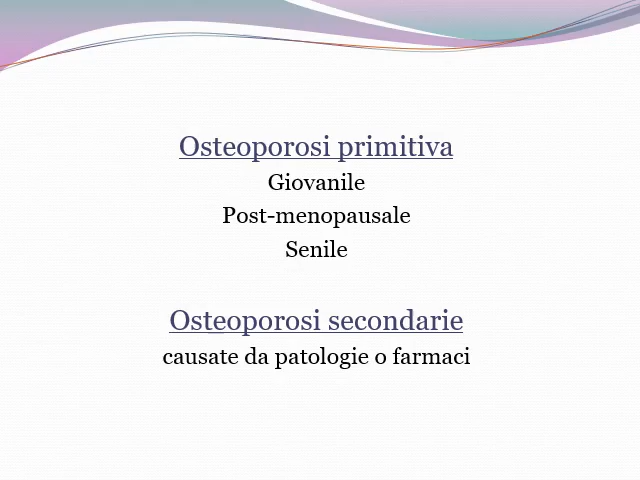 Osteoporosi primitiva
Giovanile
Post-menopausale
Senile
Osteoporosi secondarie
causate da patologie o farmaci